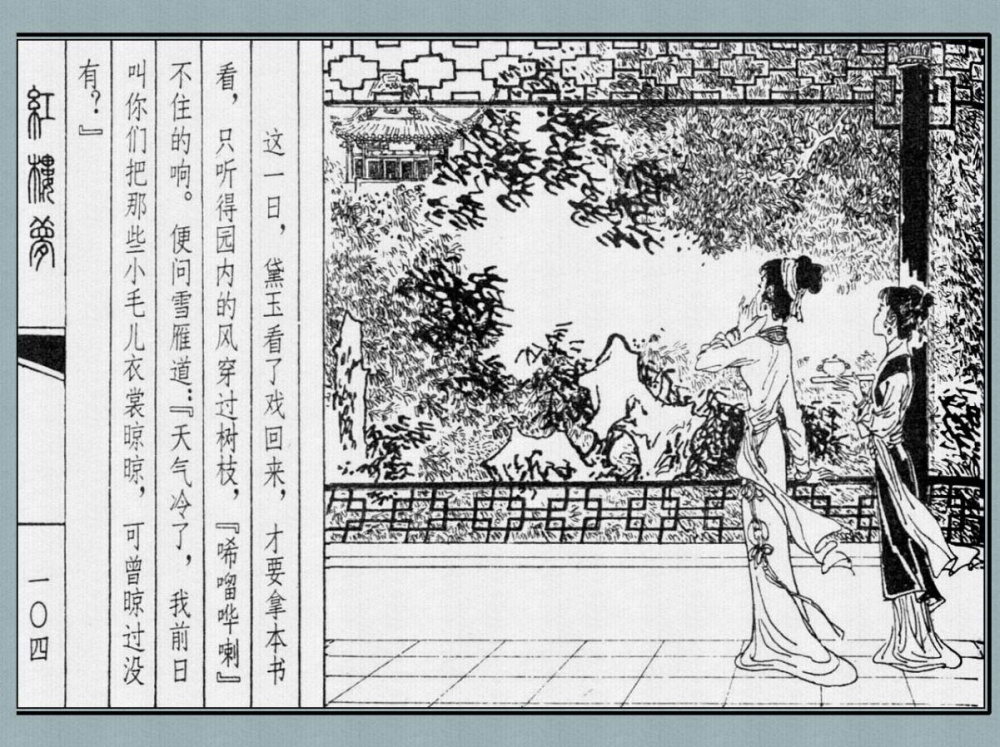 这一日，黛玉看了戏回来，才要拿本书
看，只听得园内的风穿过树枝，『唏嘈哗喇』
不住的响。便问雪雁道：『天气冷了，我前日
叫你们把那些小毛儿衣裳晾晾，可曾晾过没
有？』
紅樓夢
一〇四